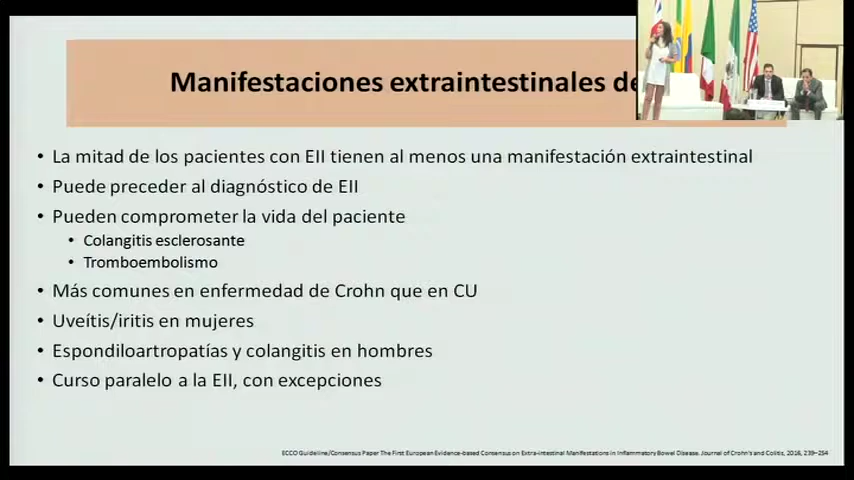 Manifestaciones extraintestinales de
• La mitad de los pacientes con EII tienen al menos una manifestación extraintestinal
• Puede preceder al diagnóstico de EII
• Pueden comprometer la vida del paciente
• Colangitis esclerosante
• Tromboembolismo
• Más comunes en enfermedad de Crohn que en CU
• Uveítis/iritis en mujeres
• Espondiloartropatías y colangitis en hombres
• Curso paralelo a la EII, con excepciones
ECCO Guideline/Consensus Paper The First European Evidence-based Consensus on Extra-intestinal Manifestations in Inflammatory Bowel Disease. Journal of Crohn's and Colitis, 2016, 239–254